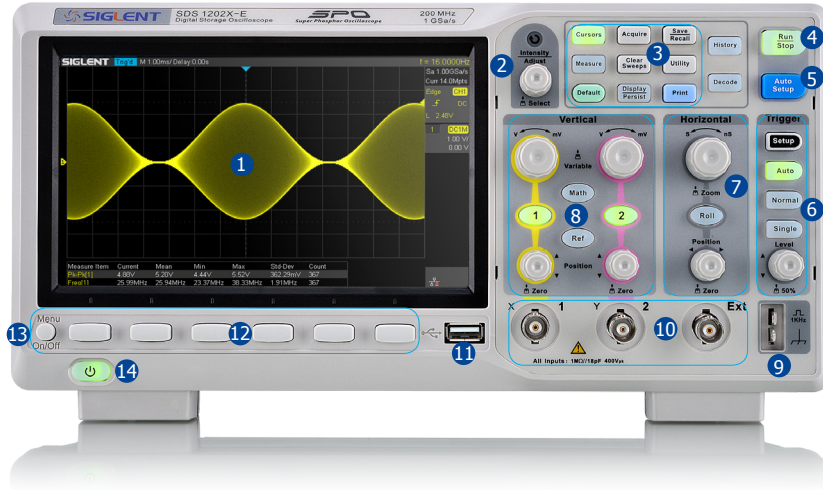 SIGLENT
SDS 1202X-E
Digital Storage Oscilloscope
SPO
Super Phosphor Oscilloscope
200 MHz
1 GSa/s
SIGLENT Trig'd M 1.00ms/ Delay:0.00s
f = 16.0000Hz
Sa 1.00GSa/s
Curr 14.0Mpts
Edge CH1
DC
L 2.48V
1 DC1M
1.00 V/
0.00 V
1
Measure Item Current Mean Min Max Std-Dev Count
Pk-Pk[1] 4.88V 5.20V 4.44V 5.52V 362.29mV 367
Freq[1] 25.99MHz 25.94MHz 23.37MHz 38.33MHz 1.91MHz 367
2
Intensity
Adjust
Select
Cursors
Acquire
Save
Recall
3
Measure
Clear
Sweeps
Utility
Default
Display
Persist
Print
History
Decode
Run
Stop
4
Auto
Setup
5
Vertical
V mV
V mV
Variable
1
Math
2
8
Ref
Position
Zero
Zero
Horizontal
S nS
7
Zoom
Roll
Position
Zero
Trigger
Setup
Auto
Normal
6
Single
Level
50%
X 1
Y 2
Ext
10
All Inputs : 1MΩ//18pF 400Vpk
1KHz
9
11
Menu
13
On/Off
12
14